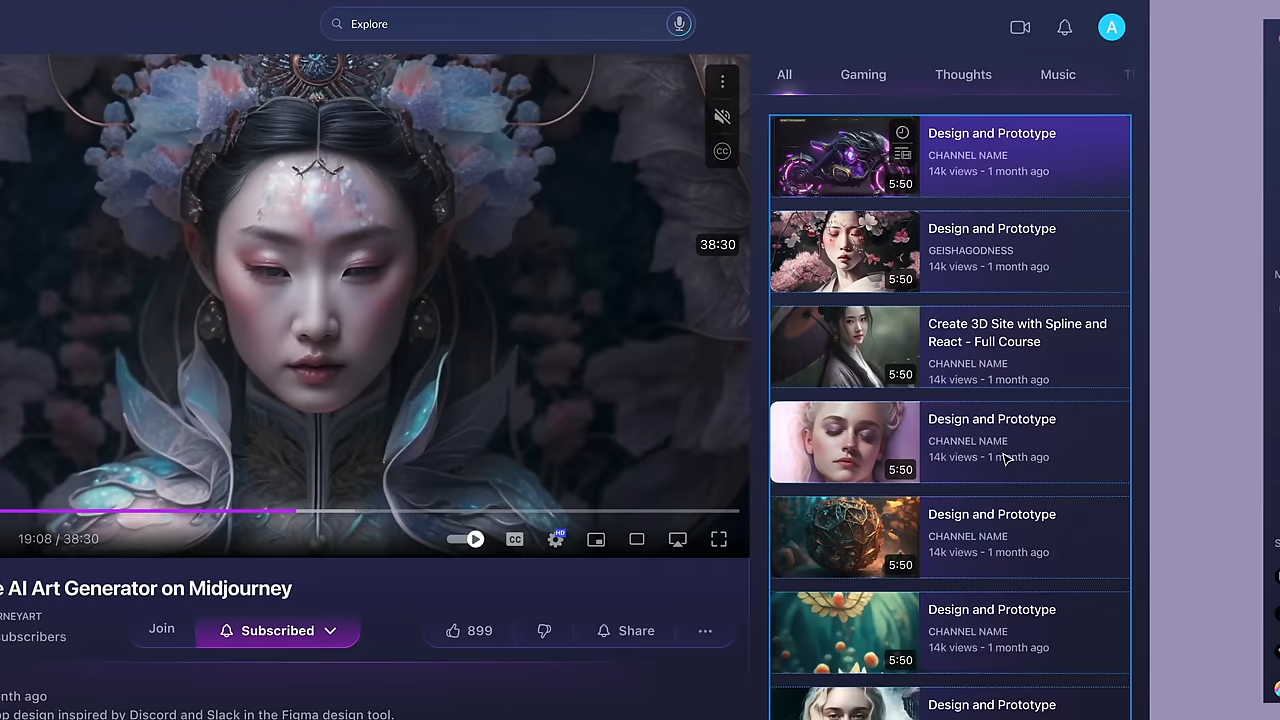 Explore
A
All Gaming Thoughts Music
CC
38:30
Design and Prototype
CHANNEL NAME
14k views - 1 month ago
5:50
Design and Prototype
GEISHAGODNESS
14k views - 1 month ago
5:50
Create 3D Site with Spline and
React - Full Course
CHANNEL NAME
14k views - 1 month ago
5:50
Design and Prototype
CHANNEL NAME
14k views - 1 month ago
5:50
Design and Prototype
CHANNEL NAME
14k views - 1 month ago
5:50
Design and Prototype
CHANNEL NAME
14k views - 1 month ago
5:50
Design and Prototype
19:08 / 38:30
CC
HD
e AI Art Generator on Midjourney
RNEYART
subscribers
Join
Subscribed
899
Share
nth ago
p design inspired by Discord and Slack in the Figma design tool.